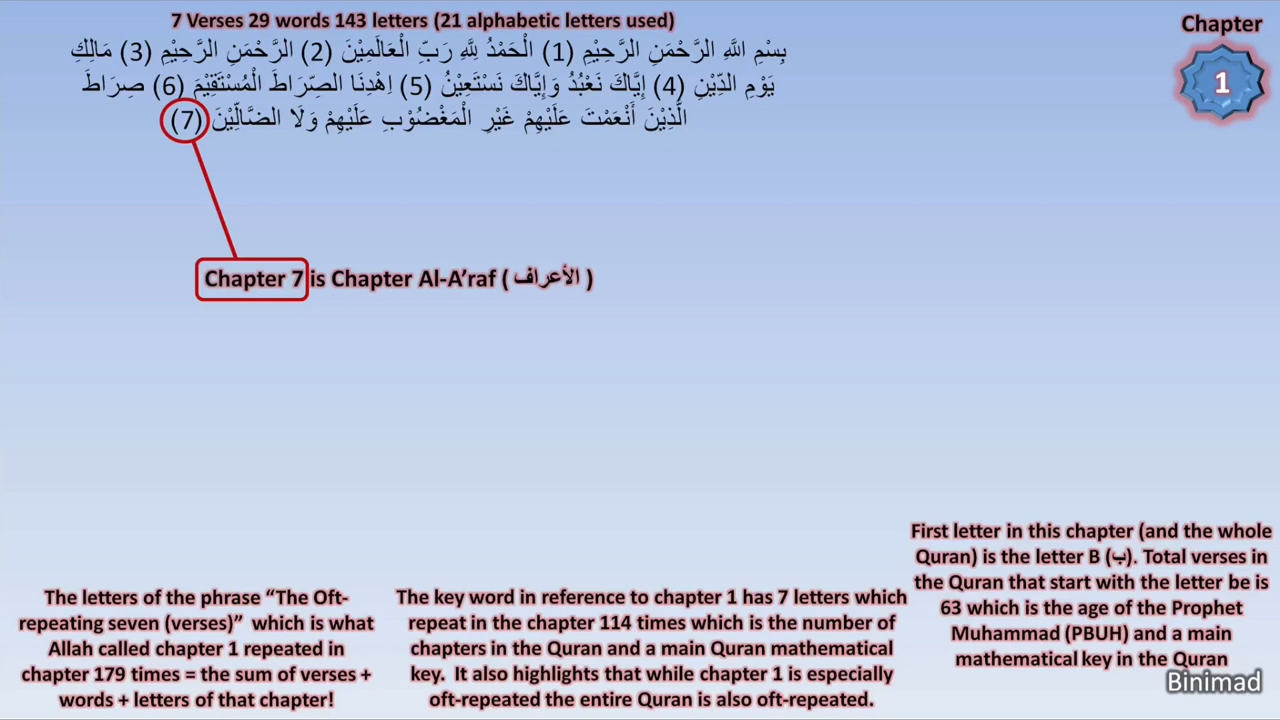 7 Verses 29 words 143 letters (21 alphabetic letters used)
Chapter
1
بِسْمِ اللَّهِ الرَّحْمَنِ الرَّحِيْمِ (1) الْحَمْدُ لِلَّهِ رَبِّ الْعَالَمِيْنَ (2) الرَّحْمَنِ الرَّحِيْمِ (3) مَالِكِ
يَوْمِ الدِّيْنِ (4) إِيَّاكَ نَعْبُدُ وَإِيَّاكَ نَسْتَعِيْنُ (5) اِهْدِنَا الصِّرَاطَ الْمُسْتَقِيْمَ (6) صِرَاطَ
الَّذِيْنَ أَنْعَمْتَ عَلَيْهِمْ غَيْرِ الْمَغْضُوْبِ عَلَيْهِمْ وَلَا الضَّالِّيْنَ (7)
Chapter 7 is Chapter Al-A’raf ( الأعراف )
The letters of the phrase “The Oft-
repeating seven (verses)” which is what
Allah called chapter 1 repeated in
chapter 179 times = the sum of verses +
words + letters of that chapter!
The key word in reference to chapter 1 has 7 letters which
repeat in the chapter 114 times which is the number of
chapters in the Quran and a main Quran mathematical
key. It also highlights that while chapter 1 is especially
oft-repeated the entire Quran is also oft-repeated.
First letter in this chapter (and the whole
Quran) is the letter B (ب). Total verses in
the Quran that start with the letter be is
63 which is the age of the Prophet
Muhammad (PBUH) and a main
mathematical key in the Quran
Binimad